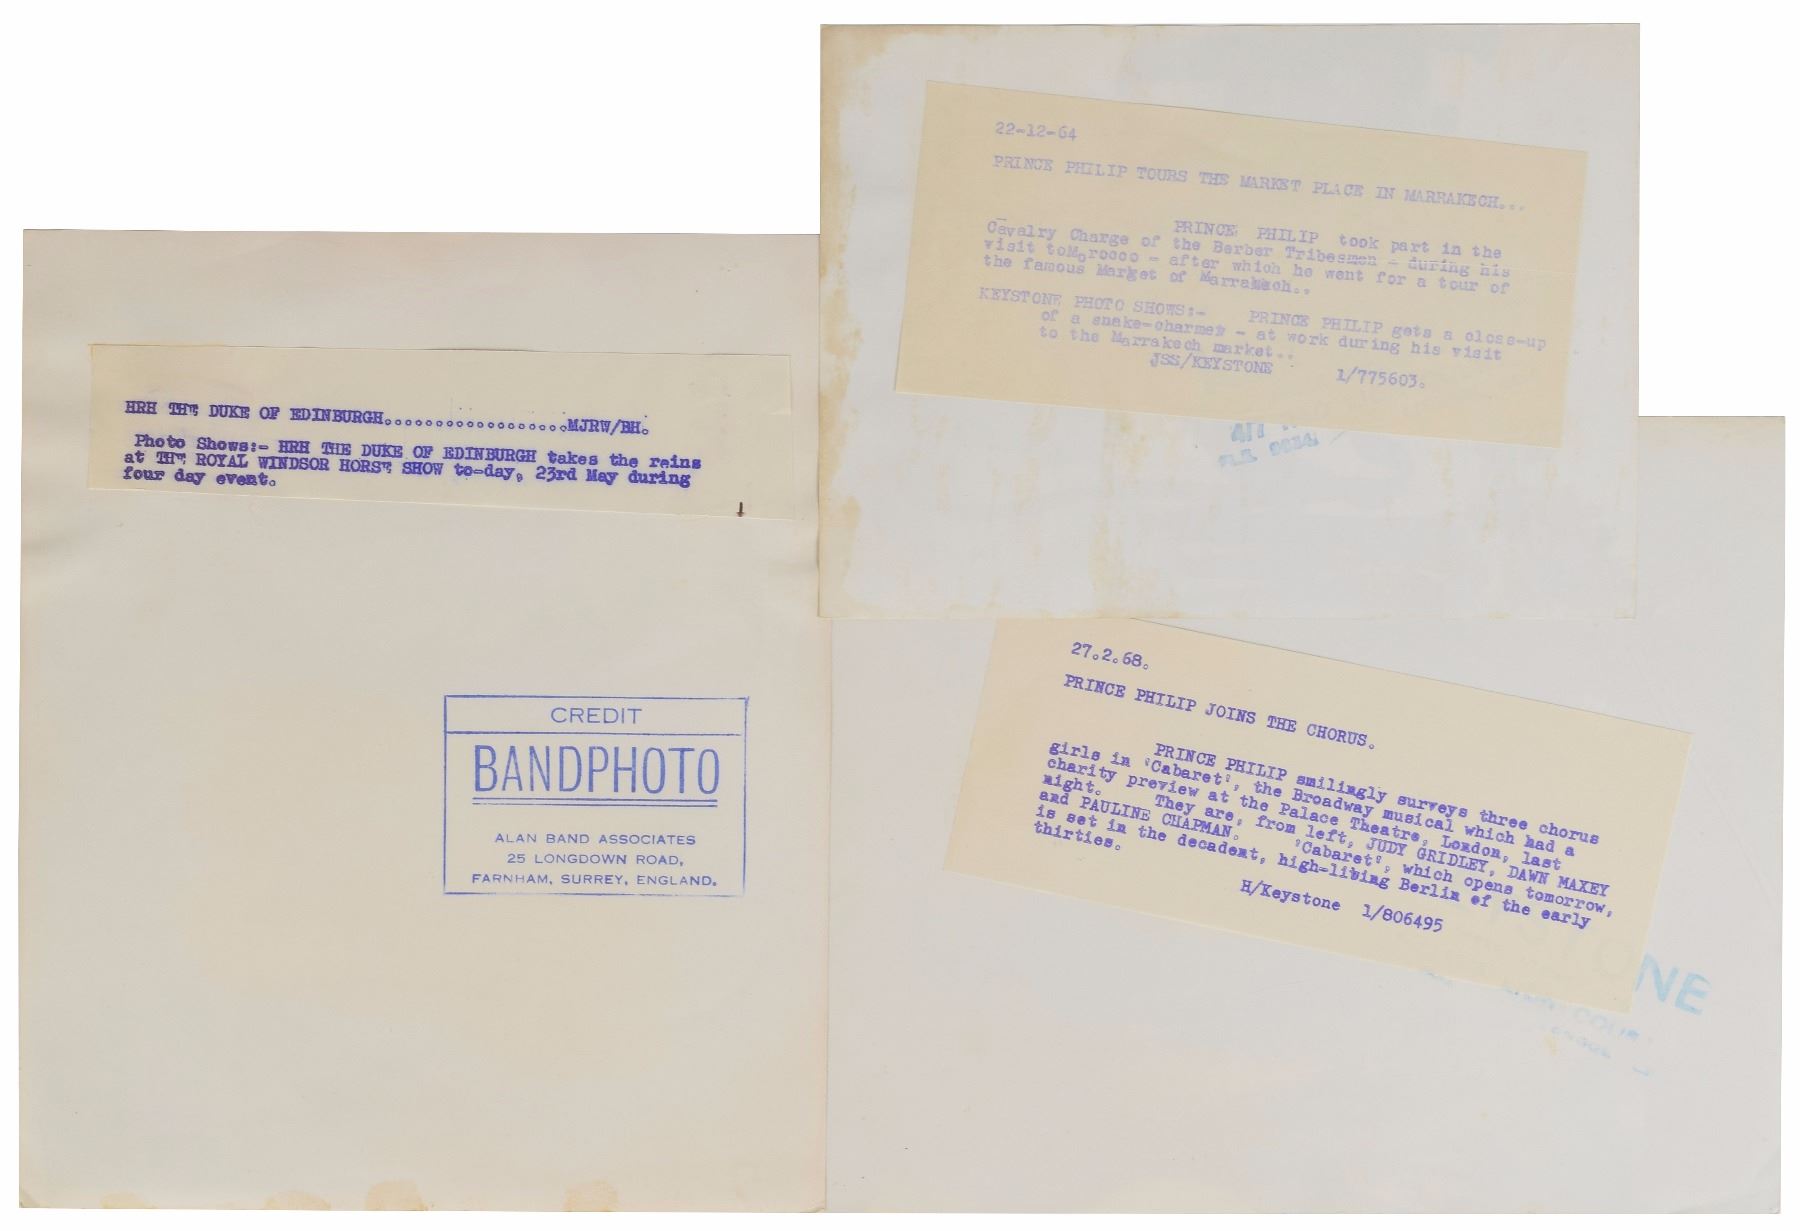 HRH THE DUKE OF EDINBURGH..................MJRW/BH.
Photo Shows:- HRH THE DUKE OF EDINBURGH takes the reins
at THE ROYAL WINDSOR HORSE SHOW to-day, 23rd May during
four day event.
CREDIT
BANDPHOTO
ALAN BAND ASSOCIATES
25 LONGDOWN ROAD,
FARNHAM, SURREY, ENGLAND.
22-12-64
PRINCE PHILIP TOURS THE MARKET PLACE IN MARRAKECH...
PRINCE PHILIP took part in the
Cavalry Charge of the Berber Tribesmen - during his
visit toMorocco - after which he went for a tour of
the famous Market of Marrakech..
KEYSTONE PHOTO SHOWS:- PRINCE PHILIP gets a close-up
of a snake-charmer - at work during his visit
to the Marrakech market..
JSS/KEYSTONE 1/775603.
27.2.68.
PRINCE PHILIP JOINS THE CHORUS.
PRINCE PHILIP smilingly surveys three chorus
girls in 'Cabaret', the Broadway musical which had a
charity preview at the Palace Theatre, London, last
night. They are, from left, JUDY GRIDLEY, DAWN MAXEY
and PAULINE CHAPMAN. 'Cabaret', which opens tomorrow,
is set in the decadent, high-living Berlin of the early
thirties.
H/Keystone 1/806495